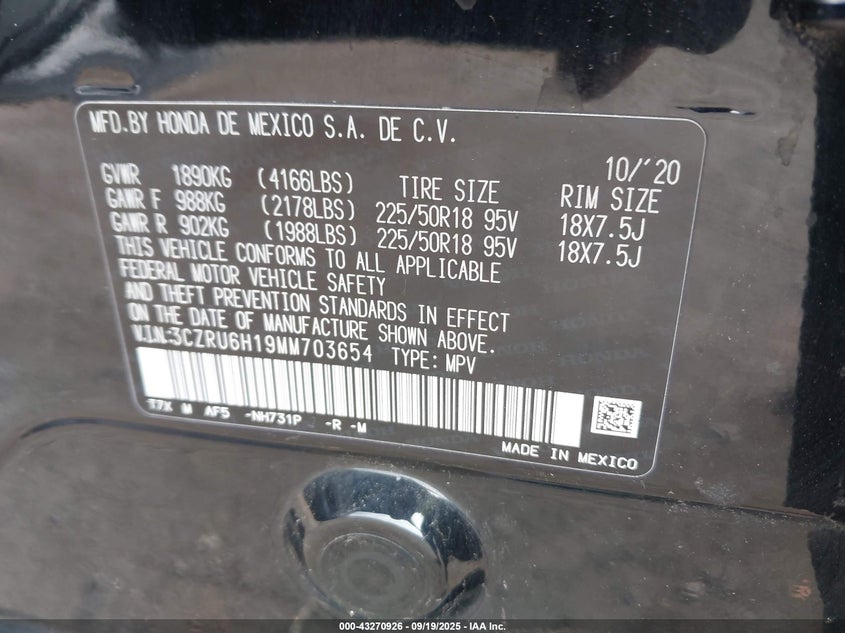 MFD.BY HONDA DE MEXICO S.A. DE C.V.
10/'20
GVWR 1890KG (4166LBS) TIRE SIZE RIM SIZE
GAWR F 988KG (2178LBS) 225/50R18 95V 18X7.5J
GAWR R 902KG (1988LBS) 225/50R18 95V 18X7.5J
THIS VEHICLE CONFORMS TO ALL APPLICABLE
FEDERAL MOTOR VEHICLE SAFETY
AND THEFT PREVENTION STANDARDS IN EFFECT
ON THE DATE OF MANUFACTURE SHOWN ABOVE.
V.I.N:3CZRU6H19MM703654 TYPE: MPV
T7X M AF5 -NH731P -R -M
MADE IN MEXICO
000-43270926 - 09/19/2025 - IAA Inc.